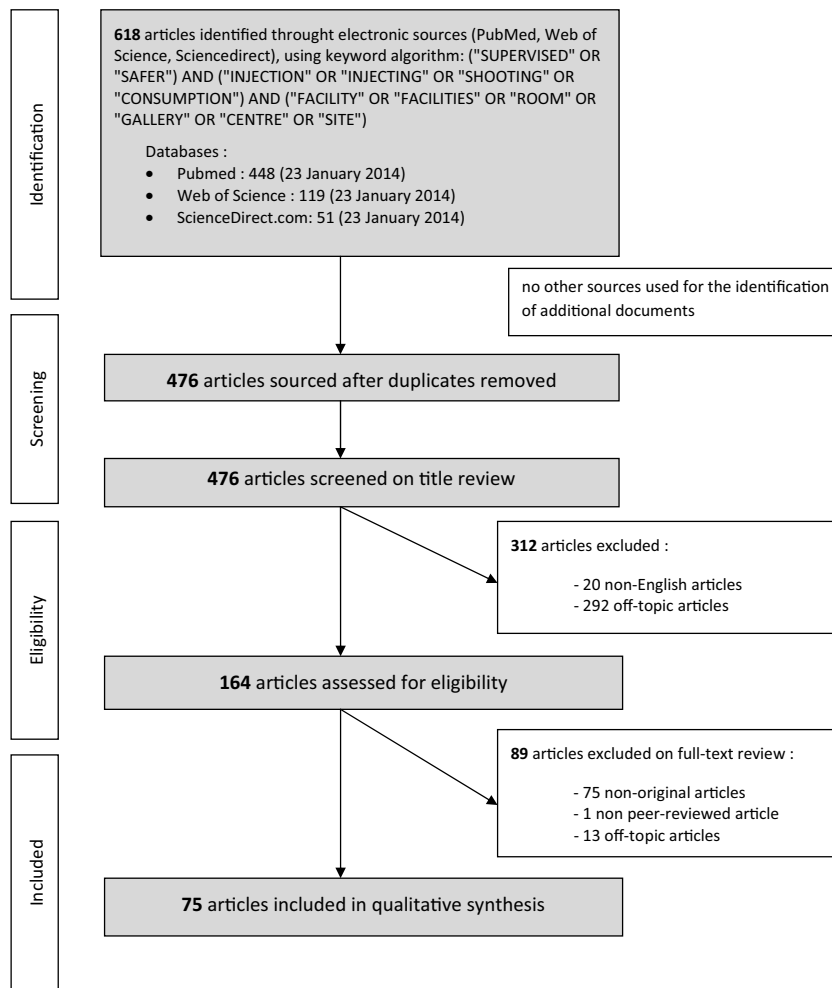 Identification
618 articles identified throught electronic sources (PubMed, Web of
Science, Sciencedirect), using keyword algorithm: ("SUPERVISED" OR
"SAFER") AND ("INJECTION" OR "INJECTING" OR "SHOOTING" OR
"CONSUMPTION") AND ("FACILITY" OR "FACILITIES" OR "ROOM" OR
"GALLERY" OR "CENTRE" OR "SITE")
Databases :
• Pubmed : 448 (23 January 2014)
• Web of Science : 119 (23 January 2014)
• ScienceDirect.com: 51 (23 January 2014)
no other sources used for the identification
of additional documents
Screening
476 articles sourced after duplicates removed
476 articles screened on title review
Eligibility
312 articles excluded :
- 20 non-English articles
- 292 off-topic articles
164 articles assessed for eligibility
Included
89 articles excluded on full-text review :
- 75 non-original articles
- 1 non peer-reviewed article
- 13 off-topic articles
75 articles included in qualitative synthesis